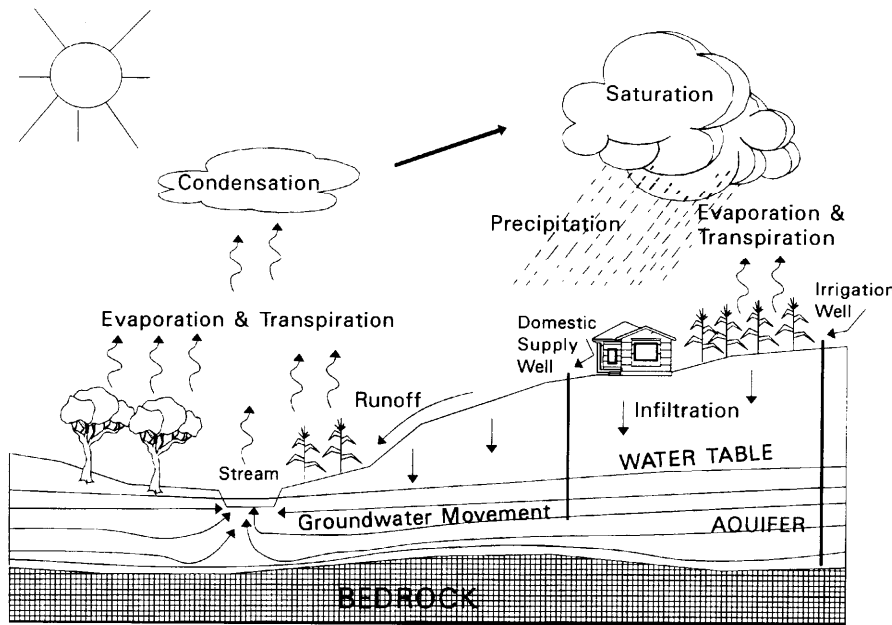 Saturation
Condensation
Precipitation
Evaporation &
Transpiration
Irrigation
Well
Evaporation & Transpiration
Domestic
Supply
Well
Runoff
Infiltration
WATER TABLE
Stream
Groundwater Movement
AQUIFER
BEDROCK